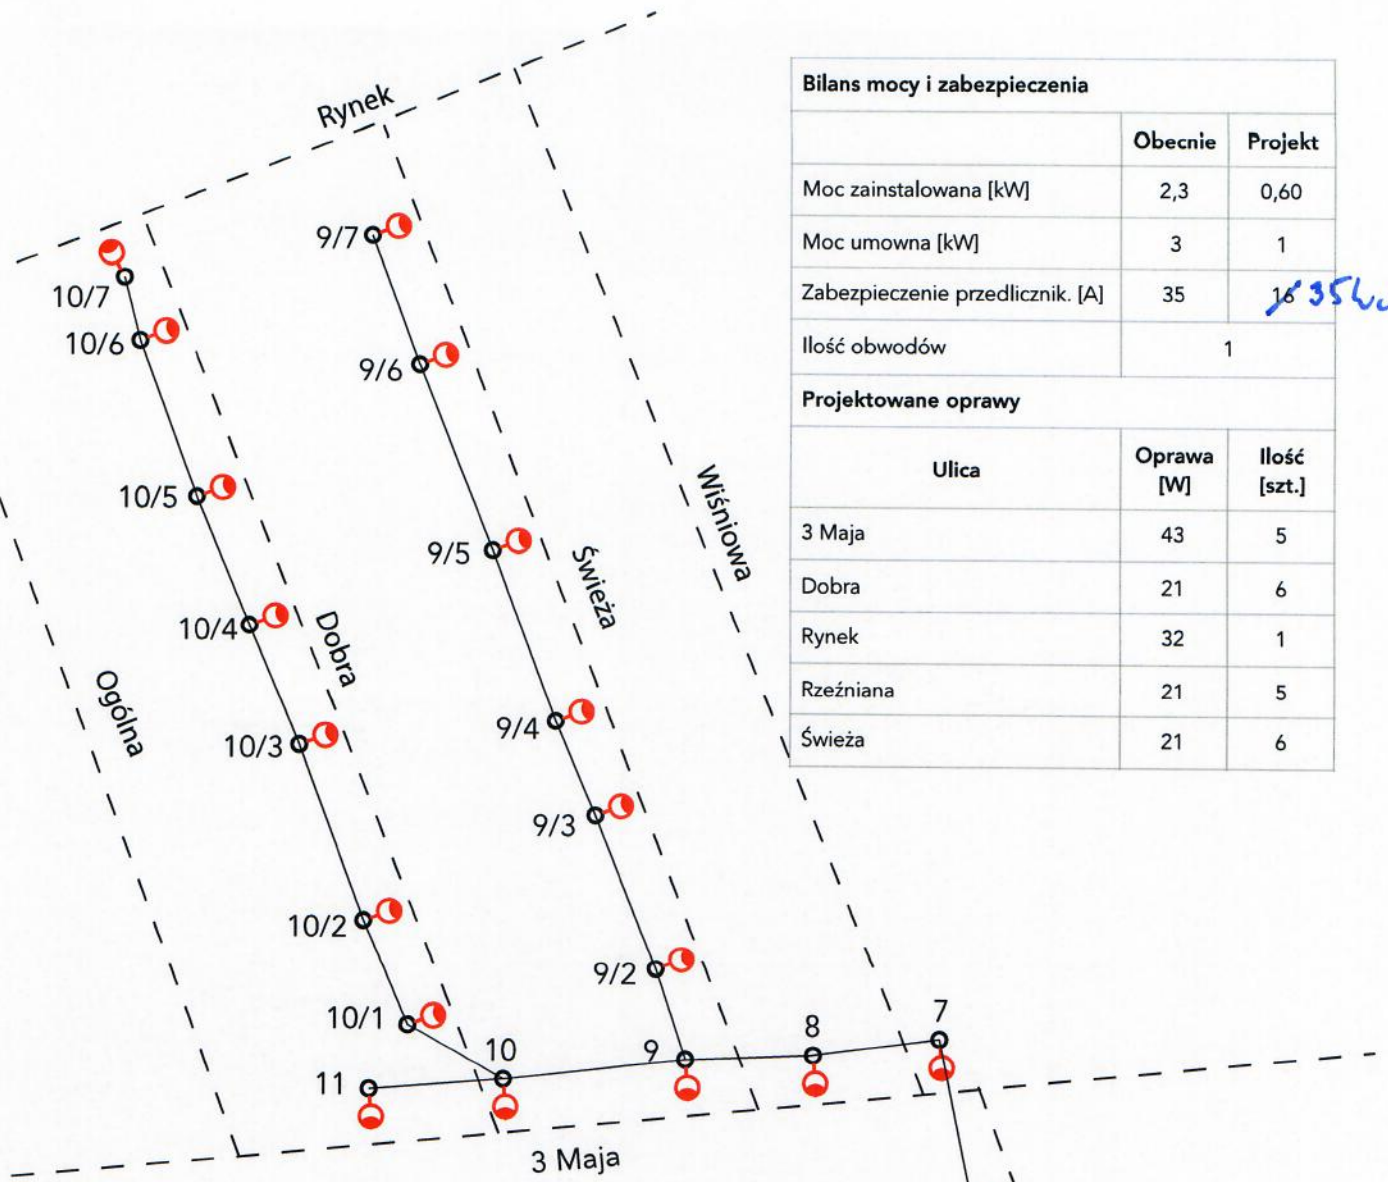 Rynek
Bilans mocy i zabezpieczenia
Obecnie Projekt
Moc zainstalowana [kW] 2,3 0,60
Moc umowna [kW] 3 1
Zabezpieczenie przedlicznik. [A] 35 16 35
Ilość obwodów 1
Projektowane oprawy
Ulica Oprawa [W] Ilość [szt.]
3 Maja 43 5
Dobra 21 6
Rynek 32 1
Rzeźniana 21 5
Świeża 21 6
10/7
10/6
10/5
10/4
10/3
10/2
10/1
9/7
9/6
9/5
9/4
9/3
9/2
Ogólna
Dobra
Świeża
Wiśniowa
11
10
9
8
7
3 Maja